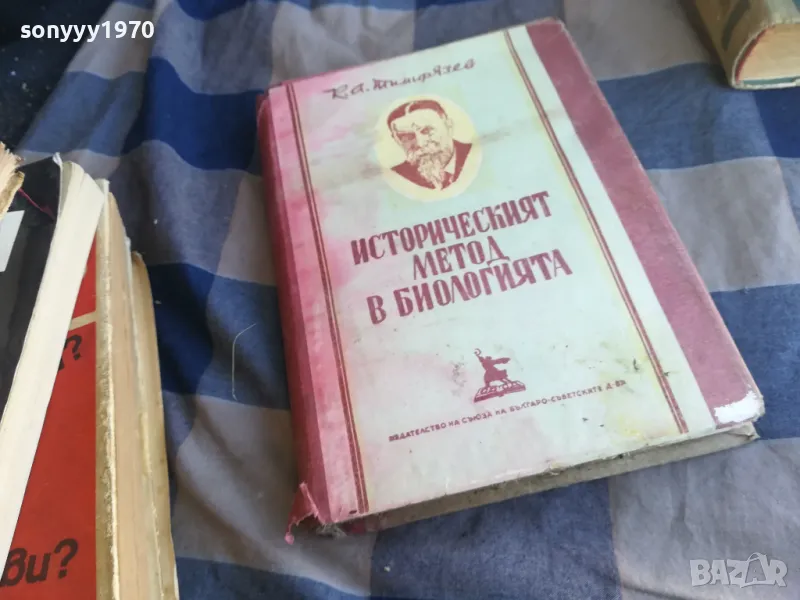 sonyyy1970
К. А. Тимирязев
ИСТОРИЧЕСКИЯТ
МЕТОД
В БИОЛОГИЯТА
ИЗДАТЕЛСТВО НА СЪЮЗА НА БЪЛГАРО-СЪВЕТСКИТЕ Д-ВА
?
ви?
BAZAR